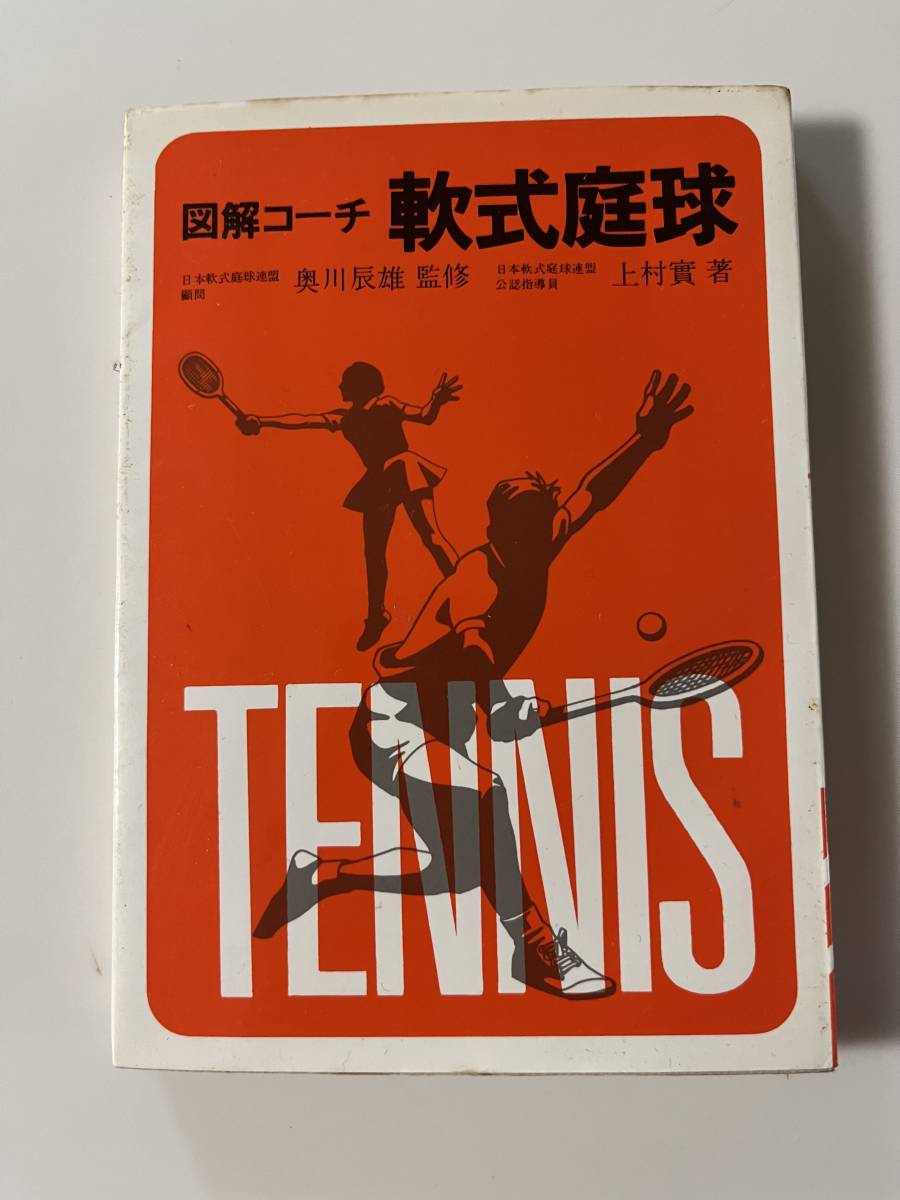 図解コーチ 軟式庭球
日本軟式庭球連盟
顧問
奥川辰雄 監修
日本軟式庭球連盟
公認指導員
上村實 著
TENNIS